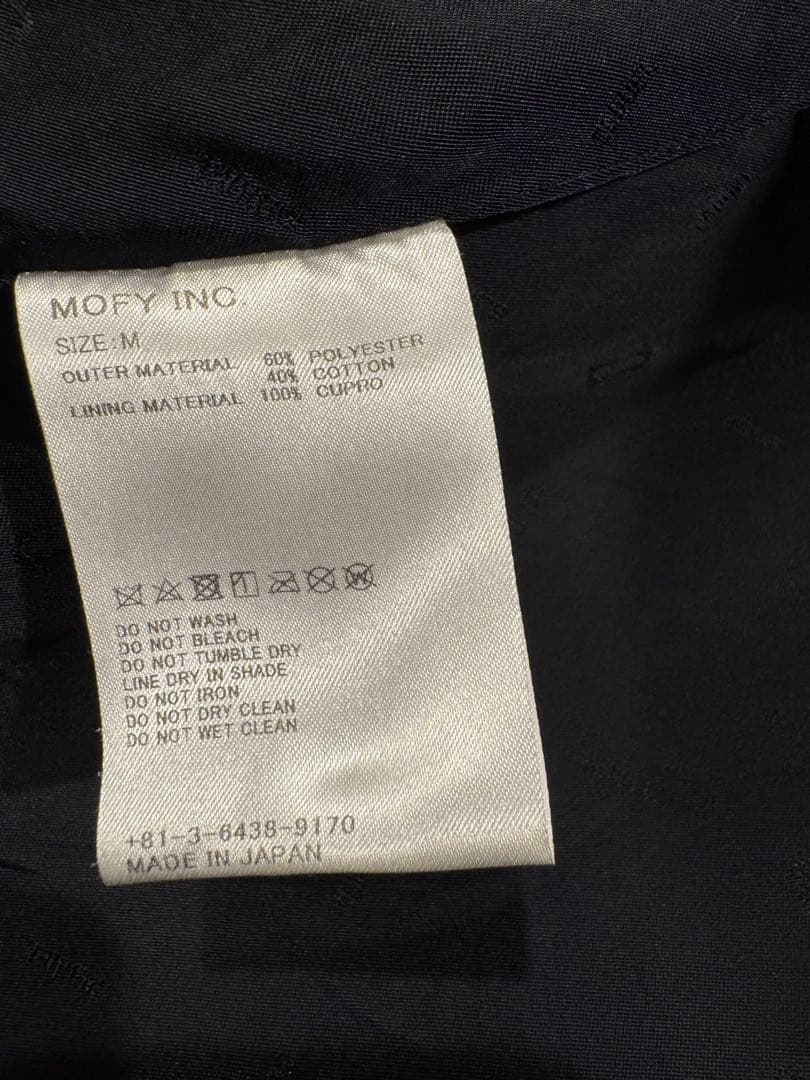 MOFY INC.
SIZE:M
OUTER MATERIAL 60% POLYESTER
40% COTTON
LINING MATERIAL 100% CUPRO
DO NOT WASH
DO NOT BLEACH
DO NOT TUMBLE DRY
LINE DRY IN SHADE
DO NOT IRON
DO NOT DRY CLEAN
DO NOT WET CLEAN
+81-3-6438-9170
MADE IN JAPAN